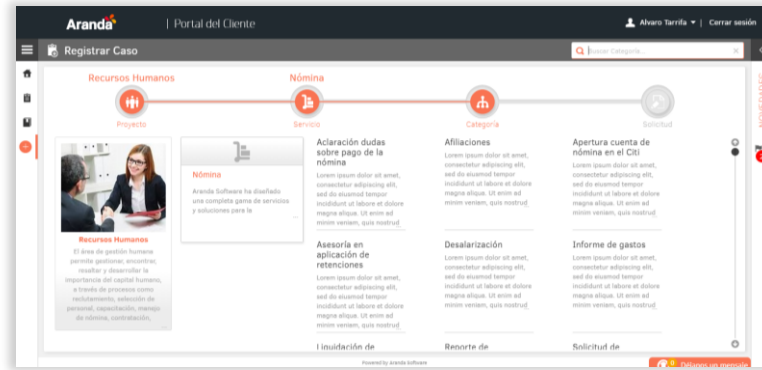 Aranda
Portal del Cliente
Alvaro Tarrifa
Cerrar sesión
Registrar Caso
Buscar Categoría...
Recursos Humanos
Nómina
Proyecto
Servicio
Categoría
Solicitud
NOVEDADES
Recursos Humanos
El área de gestión humana
permite gestionar, encontrar,
resaltar y desarrollar la
importancia del capital humano,
a través de procesos como
reclutamiento, selección de
personal, capacitación, manejo
de nómina, contratación,
Nómina
Aranda Software ha diseñado
una completa gama de servicios
y soluciones para la
...
Aclaración dudas
sobre pago de la
nómina
Lorem ipsum dolor sit amet,
consectetur adipiscing elit,
sed do eiusmod tempor
incididunt ut labore et dolore
magna aliqua. Ut enim ad
minim veniam, quis nostrud
Afiliaciones
Lorem ipsum dolor sit amet,
consectetur adipiscing elit,
sed do eiusmod tempor
incididunt ut labore et dolore
magna aliqua. Ut enim ad
minim veniam, quis nostrud
Apertura cuenta de
nómina en el Citi
Lorem ipsum dolor sit amet,
consectetur adipiscing elit,
sed do eiusmod tempor
incididunt ut labore et dolore
magna aliqua. Ut enim ad
minim veniam, quis nostrud
Asesoría en
aplicación de
retenciones
Lorem ipsum dolor sit amet,
consectetur adipiscing elit,
sed do eiusmod tempor
incididunt ut labore et dolore
magna aliqua. Ut enim ad
minim veniam, quis nostrud
Desalarización
Lorem ipsum dolor sit amet,
consectetur adipiscing elit,
sed do eiusmod tempor
incididunt ut labore et dolore
magna aliqua. Ut enim ad
minim veniam, quis nostrud
Informe de gastos
Lorem ipsum dolor sit amet,
consectetur adipiscing elit,
sed do eiusmod tempor
incididunt ut labore et dolore
magna aliqua. Ut enim ad
minim veniam, quis nostrud
Liquidación de
Reporte de
Solicitud de
Powered by Aranda Software
0 Déjanos un mensaje